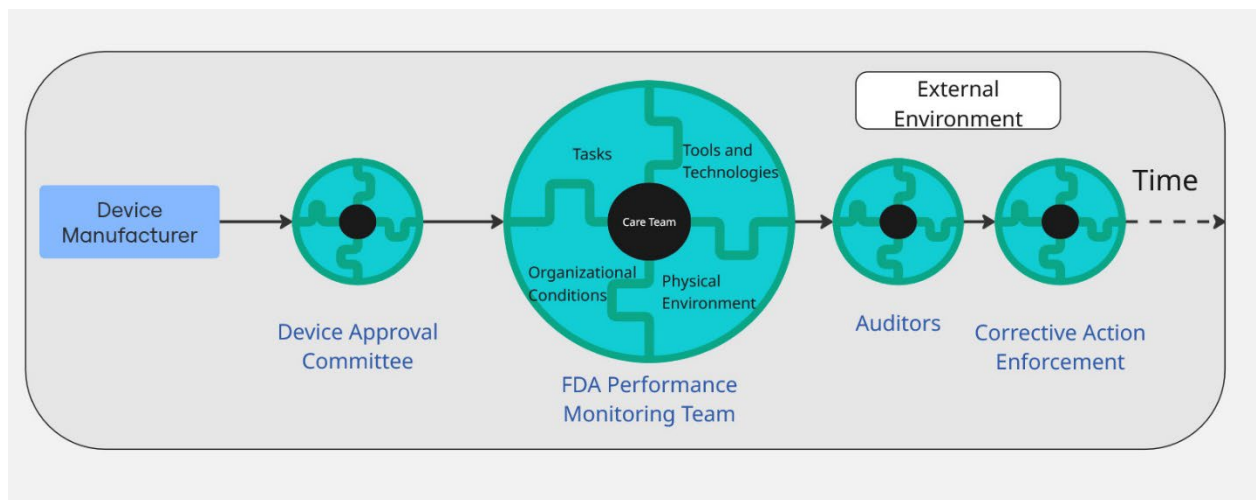 Device
Manufacturer
Device Approval
Committee
Tasks
Tools and
Technologies
Care Team
Organizational
Conditions
Physical
Environment
FDA Performance
Monitoring Team
External
Environment
Auditors
Corrective Action
Enforcement
Time